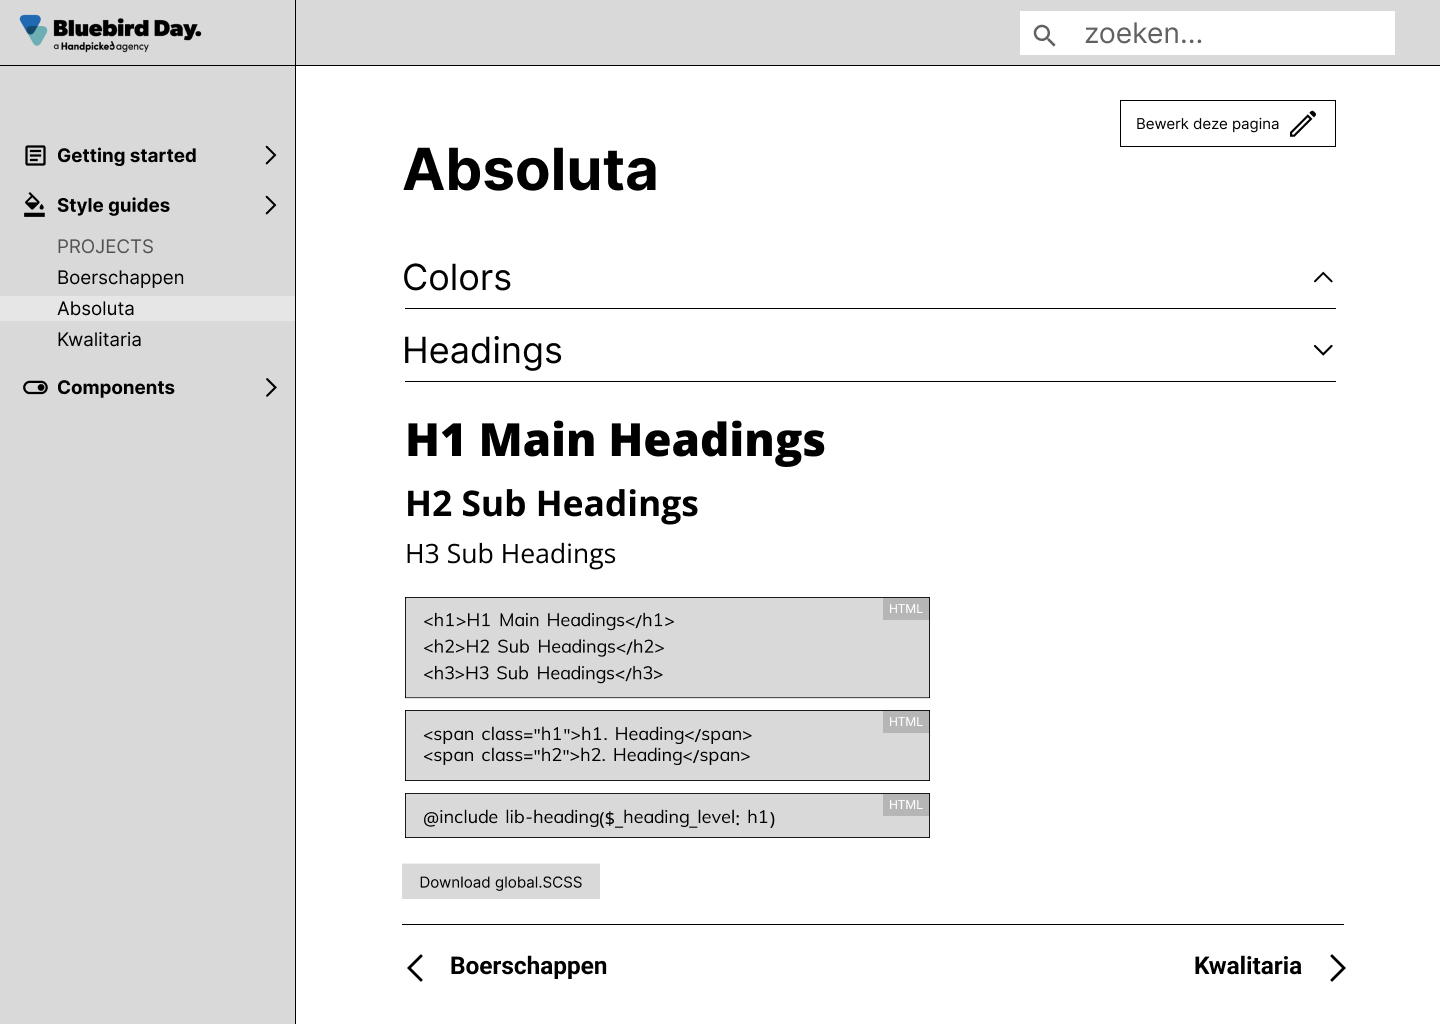 Bluebird Day.
a Handpicked agency
zoeken...
Getting started
Style guides
PROJECTS
Boerschappen
Absoluta
Kwalitaria
Components
Bewerk deze pagina
Absoluta
Colors
Headings
H1 Main Headings
H2 Sub Headings
H3 Sub Headings
HTML
<h1>H1 Main Headings</h1>
<h2>H2 Sub Headings</h2>
<h3>H3 Sub Headings</h3>
HTML
<span class="h1">h1. Heading</span>
<span class="h2">h2. Heading</span>
HTML
@include lib-heading($_heading_level: h1)
Download global.SCSS
Boerschappen
Kwalitaria